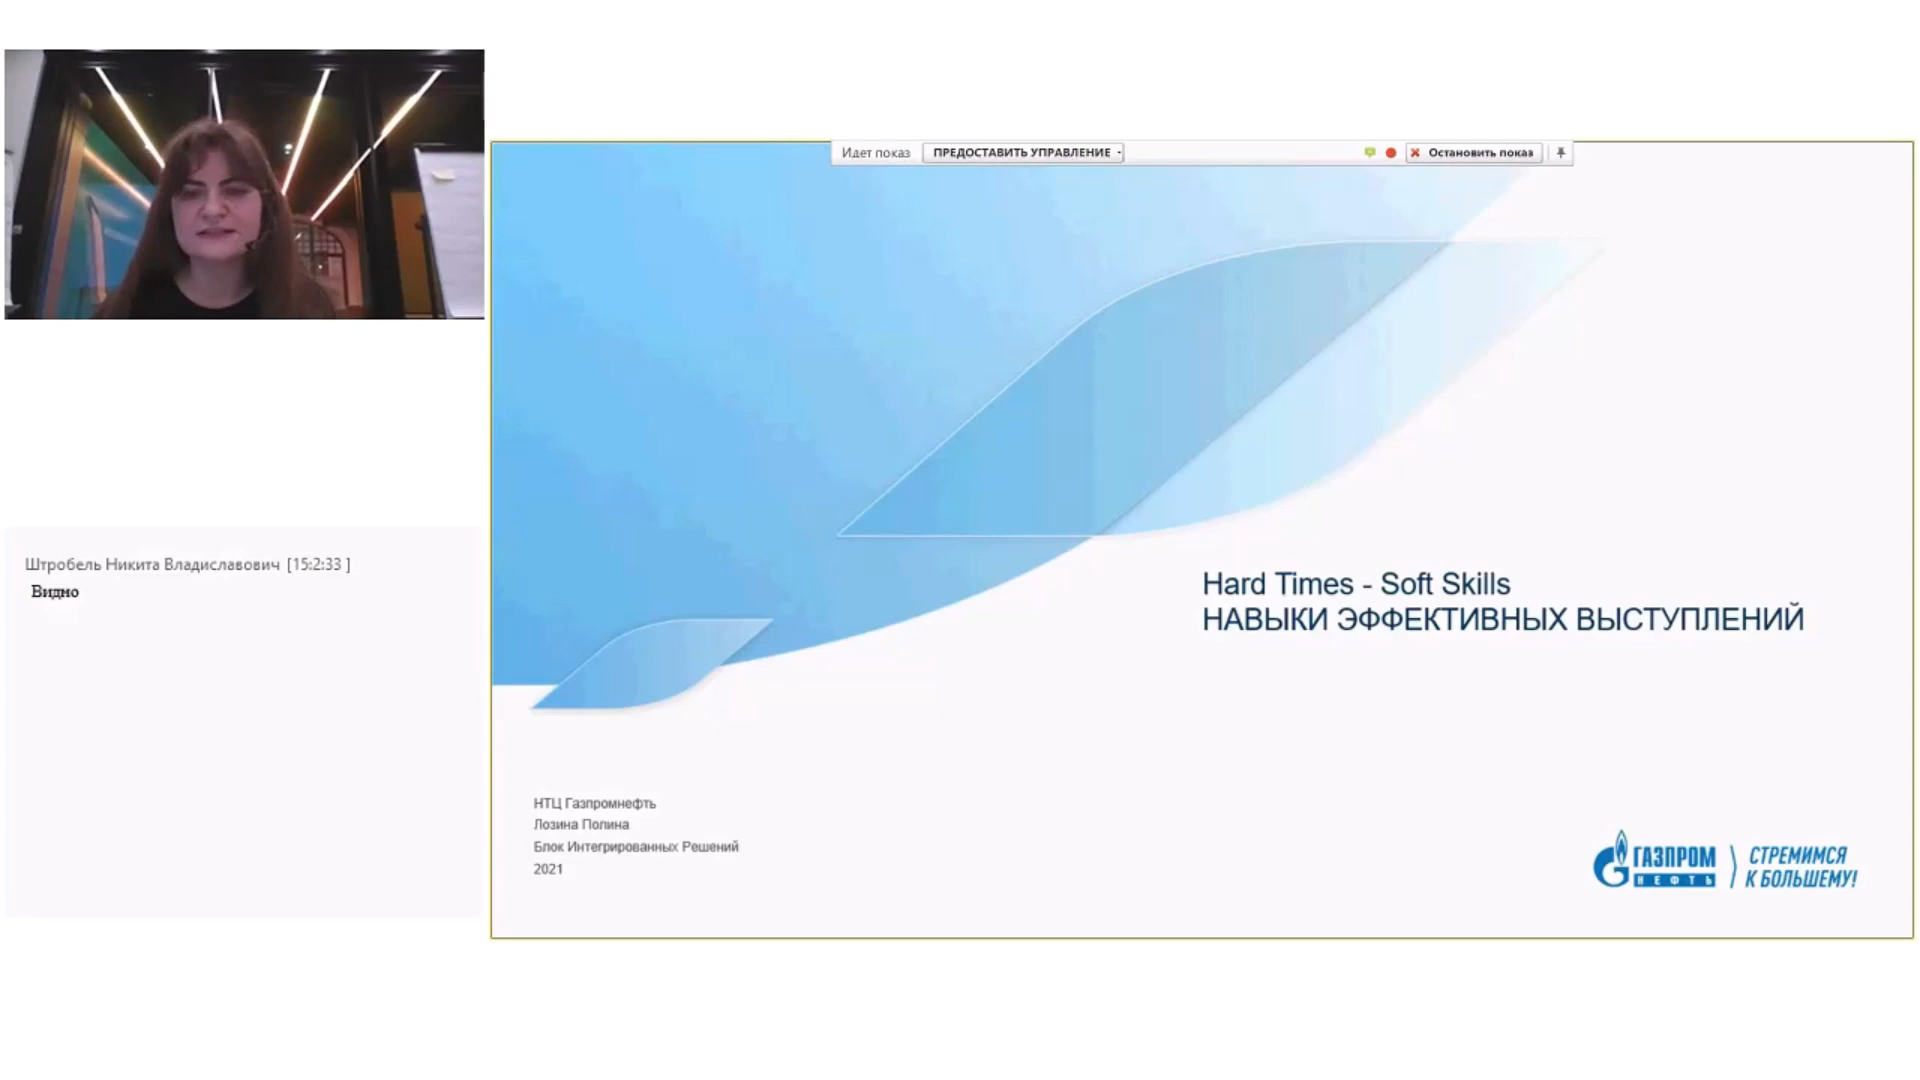 Идет показ
ПРЕДОСТАВИТЬ УПРАВЛЕНИЕ
Остановить показ
Штробель Никита Владиславович [15:2:33 ]
Видно
Hard Times - Soft Skills
НАВЫКИ ЭФФЕКТИВНЫХ ВЫСТУПЛЕНИЙ
НТЦ Газпромнефть
Лозина Полина
Блок Интегрированных Решений
2021
ГАЗПРОМ
НЕФТЬ
СТРЕМИМСЯ
К БОЛЬШЕМУ!